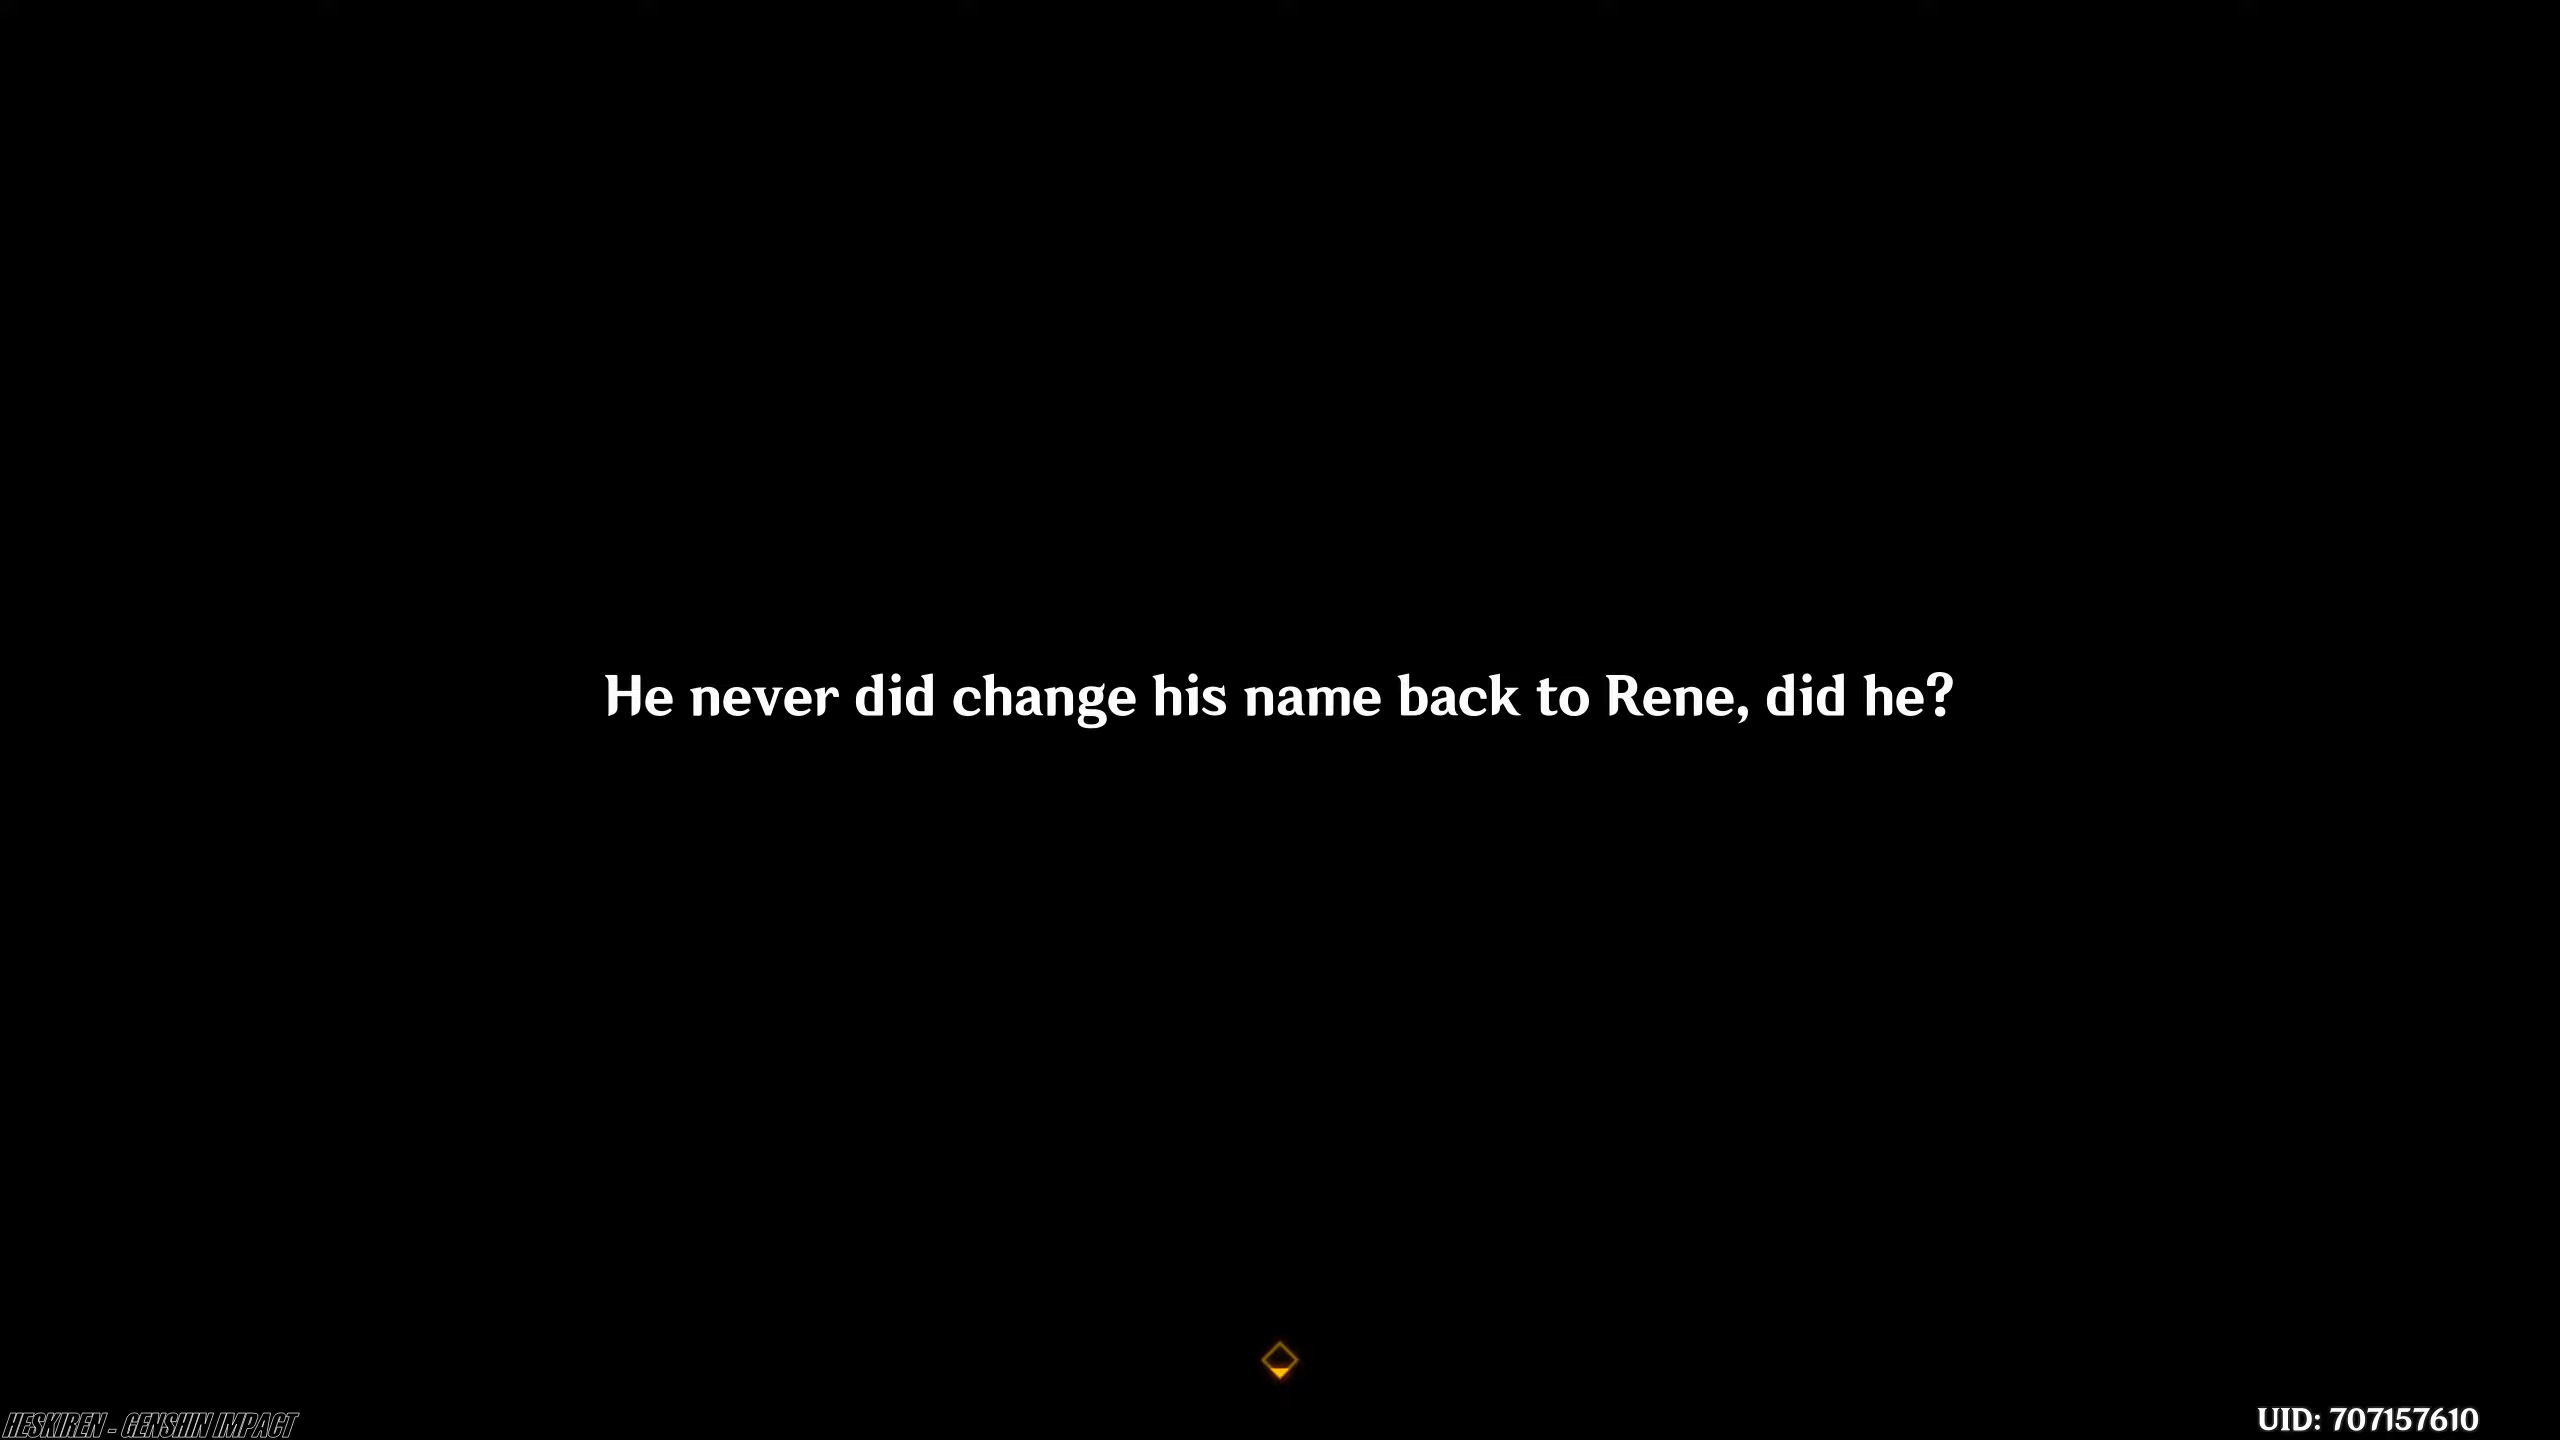 He never did change his name back to Rene, did he?
HESKIREN - GENSHIN IMPACT
UID: 707157610